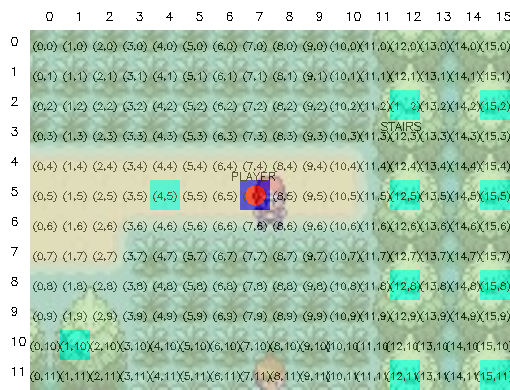 0 1 2 3 4 5 6 7 8 9 10 11 12 13 14 15
0 (0,0) (1,0) (2,0) (3,0) (4,0) (5,0) (6,0) (7,0) (8,0) (9,0) (10,0) (11,0) (12,0) (13,0) (14,0) (15,0)
1 (0,1) (1,1) (2,1) (3,1) (4,1) (5,1) (6,1) (7,1) (8,1) (9,1) (10,1) (11,1) (12,1) (13,1) (14,1) (15,1)
2 (0,2) (1,2) (2,2) (3,2) (4,2) (5,2) (6,2) (7,2) (8,2) (9,2) (10,2) (11,2) (13,2) (14,2) (15,2)
STAIRS
3 (0,3) (1,3) (2,3) (3,3) (4,3) (5,3) (6,3) (7,3) (8,3) (9,3) (10,3) (11,3) (12,3) (13,3) (14,3) (15,3)
4 (0,4) (1,4) (2,4) (3,4) (4,4) (5,4) (6,4) (7,4) (8,4) (9,4) (10,4) (11,4) (12,4) (13,4) (14,4) (15,4)
PLAYER
5 (0,5) (1,5) (2,5) (3,5) (4,5) (5,5) (6,5) (8,5) (9,5) (10,5) (11,5) (12,5) (13,5) (14,5) (15,5)
6 (0,6) (1,6) (2,6) (3,6) (4,6) (5,6) (6,6) (7,6) (8,6) (9,6) (10,6) (11,6) (12,6) (13,6) (14,6) (15,6)
7 (0,7) (1,7) (2,7) (3,7) (4,7) (5,7) (6,7) (7,7) (8,7) (9,7) (10,7) (11,7) (12,7) (13,7) (14,7) (15,7)
8 (0,8) (1,8) (2,8) (3,8) (4,8) (5,8) (6,8) (7,8) (8,8) (9,8) (10,8) (11,8) (12,8) (13,8) (14,8) (15,8)
9 (0,9) (1,9) (2,9) (3,9) (4,9) (5,9) (6,9) (7,9) (8,9) (9,9) (10,9) (11,9) (12,9) (13,9) (14,9) (15,9)
10 (0,10) (1,10) (2,10) (3,10) (4,10) (5,10) (6,10) (7,10) (8,10) (9,10) (10,10) (11,10) (12,10) (13,10) (14,10) (15,10)
11 (0,11) (1,11) (2,11) (3,11) (4,11) (5,11) (6,11) (7,11) (8,11) (9,11) (10,11) (11,11) (12,11) (13,11) (14,11) (15,11)